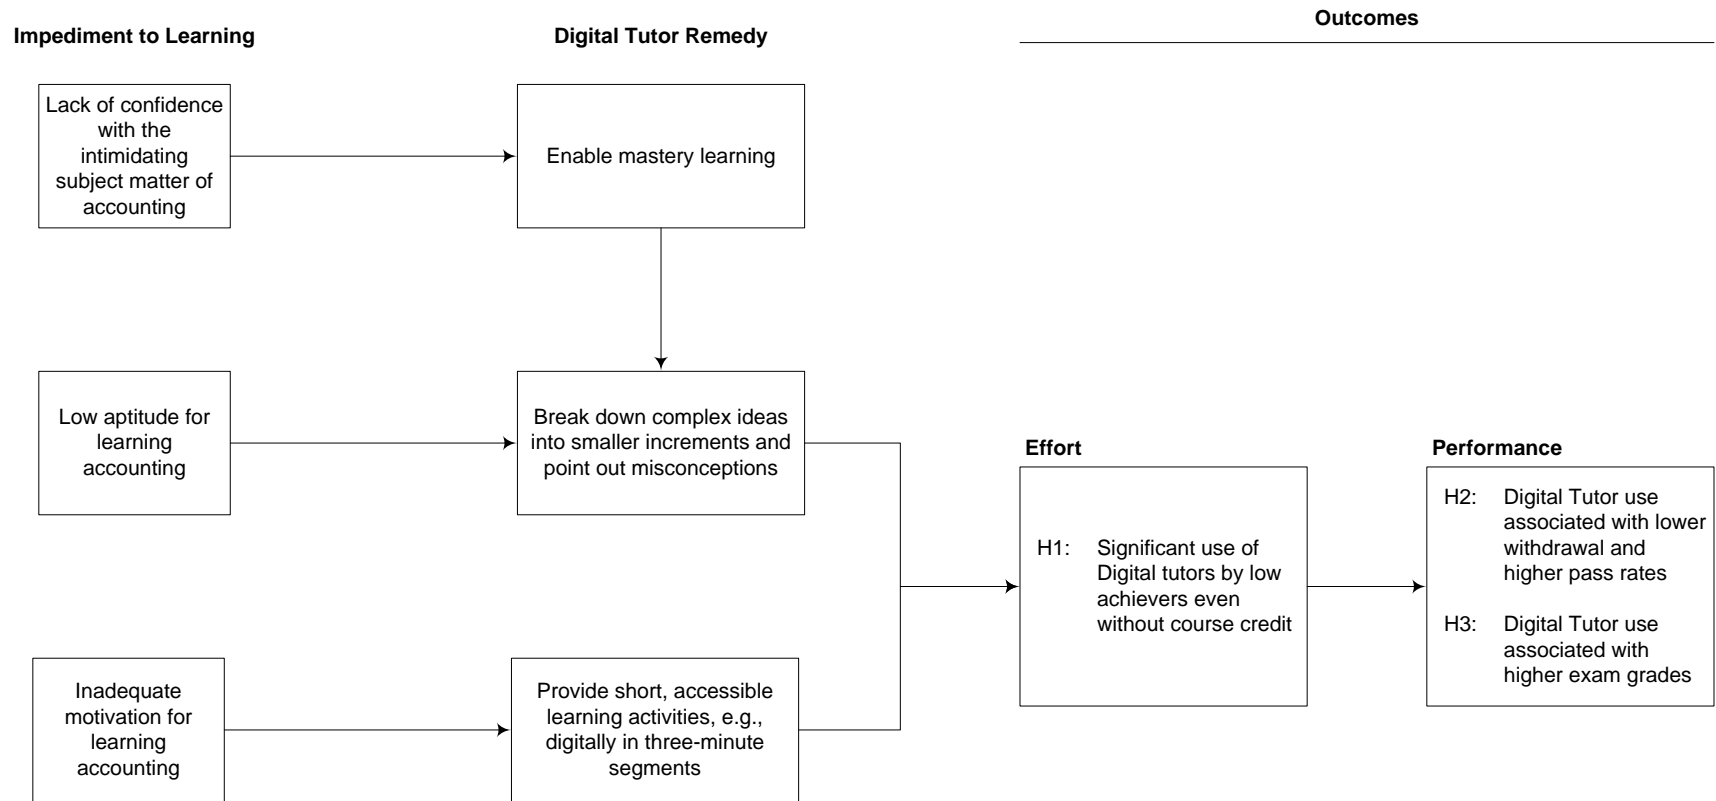 Outcomes
Impediment to Learning
Digital Tutor Remedy
Lack of confidence
with the
intimidating
subject matter of
accounting
Enable mastery learning
Low aptitude for
learning
accounting
Break down complex ideas
into smaller increments and
point out misconceptions
Inadequate
motivation for
learning
accounting
Provide short, accessible
learning activities, e.g.,
digitally in three-minute
segments
Effort
H1: Significant use of
Digital tutors by low
achievers even
without course credit
Performance
H2: Digital Tutor use
associated with lower
withdrawal and
higher pass rates
H3: Digital Tutor use
associated with
higher exam grades